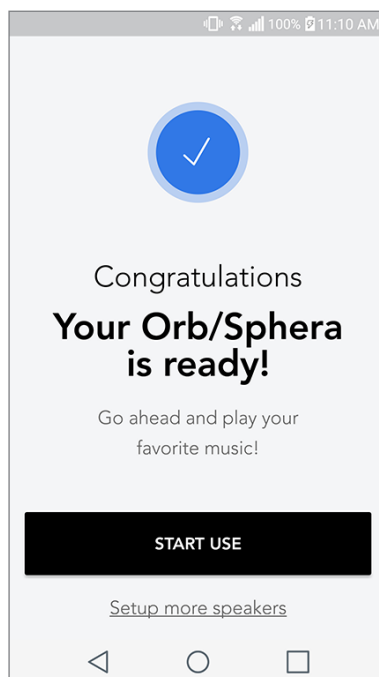 100% 11:10 AM
Congratulations
Your Orb/Sphera
is ready!
Go ahead and play your
favorite music!
START USE
Setup more speakers